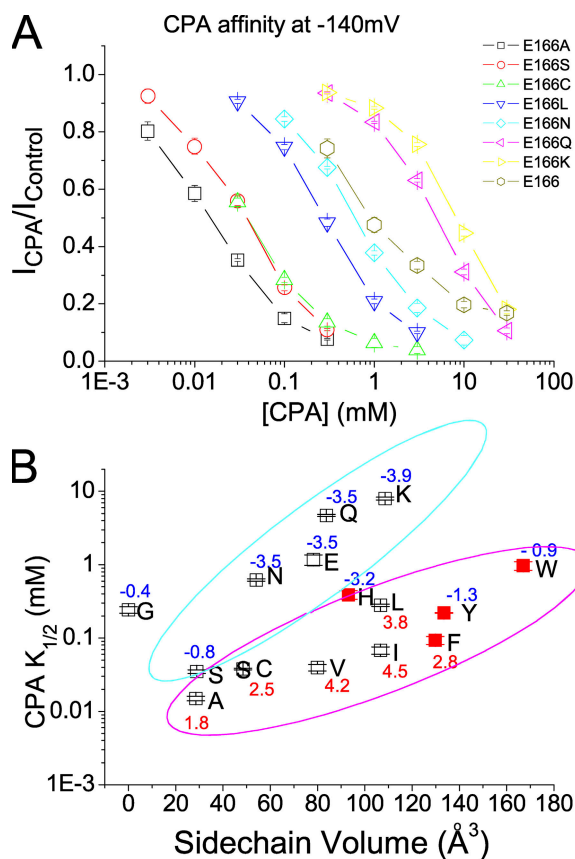 A
CPA affinity at -140mV
E166A
E166S
E166C
E166L
E166N
E166Q
E166K
E166
I_CPA/I_Control
1.0
0.8
0.6
0.4
0.2
0.0
1E-3 0.01 0.1 1 10 100
[CPA] (mM)
B
CPA K_1/2 (mM)
10
1
0.1
0.01
1E-3
-3.9
K
-3.5
Q
-3.5
E
-3.5
N
-0.9
W
-3.2
H
L
3.8
-1.3
Y
-0.4
G
F
2.8
-0.8
S
S C
2.5
V
4.2
I
4.5
A
1.8
0 20 40 60 80 100 120 140 160 180
Sidechain Volume (Å³)